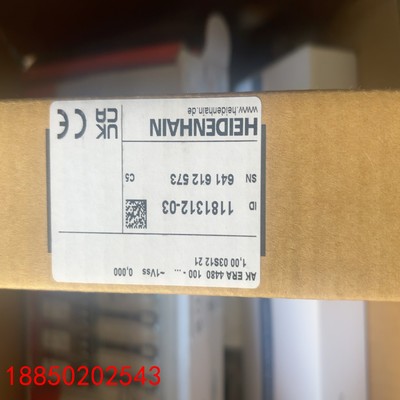 HEIDENHAIN
www.heidenhain.de
UK
CA
CE
ID 1181312-03
SN 641 612 573 C5
AK ERA 4480 100 - ... ~1Vss 0,000
1,00 03S12 21
18850202543